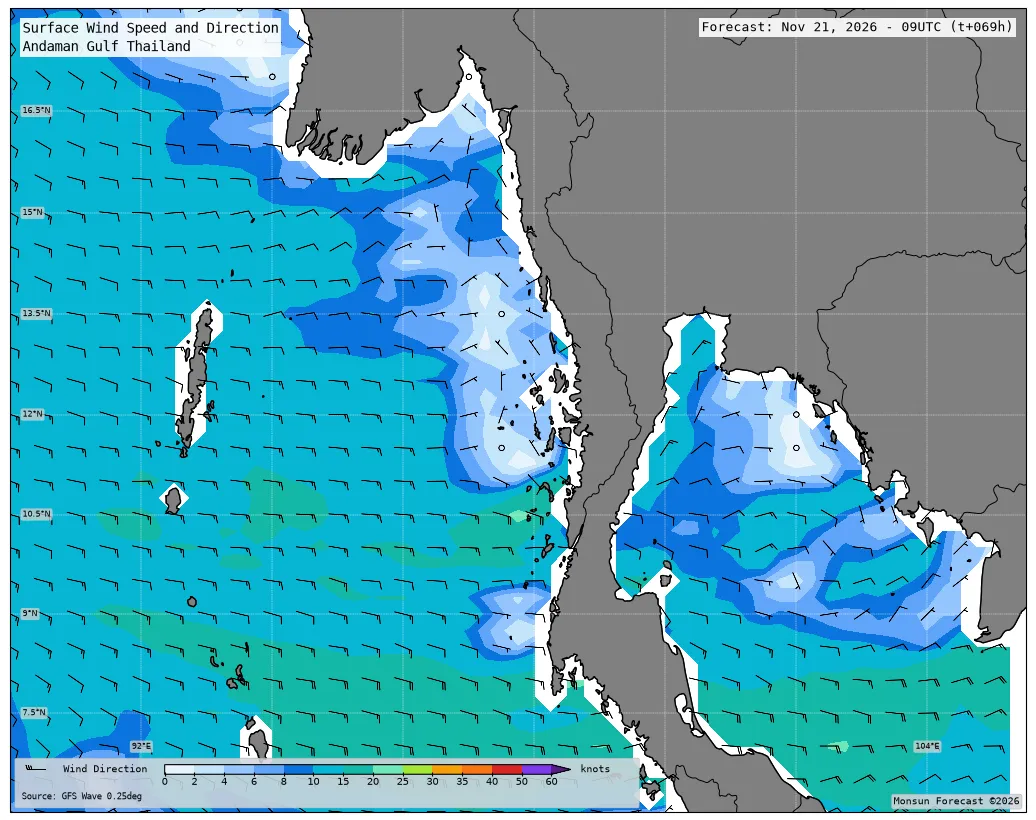 Surface Wind Speed and Direction
Andaman Gulf Thailand
Forecast: Nov 21, 2026 - 09UTC (t+069h)
16.5°N
15°N
13.5°N
12°N
10.5°N
9°N
7.5°N
92°E
104°E
Wind Direction
knots
0 2 4 6 8 10 15 20 25 30 35 40 50 60
Source: GFS Wave 0.25deg
Monsun Forecast ©2026